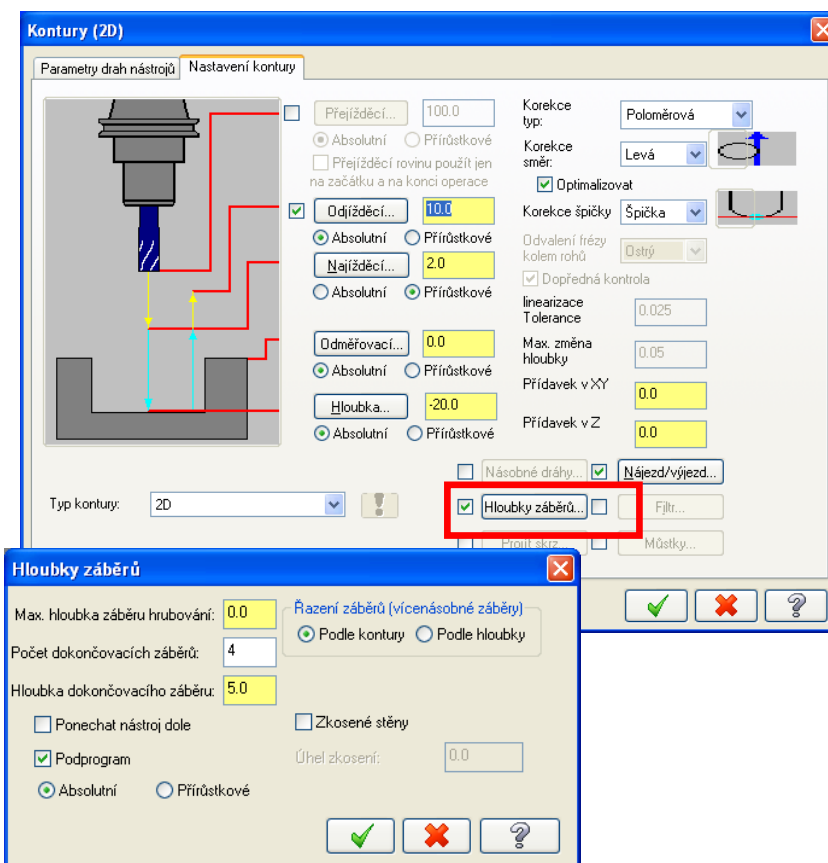 Kontury (2D)
Parametry drah nástrojů Nastavení kontury
Přejížděcí... 100.0
Absolutní Přírůstkové
Přejížděcí rovinu použít jen
na začátku a na konci operace
Odjížděcí... 10.0
Absolutní Přírůstkové
Najížděcí... 2.0
Absolutní Přírůstkové
Odměřovací... 0.0
Absolutní Přírůstkové
Hloubka... -20.0
Absolutní Přírůstkové
Korekce
typ: Poloměrová
Korekce
směr: Levá
Optimalizovat
Korekce špičky Špička
Odvalení frézy
kolem rohů Ostrý
Dopředná kontrola
linearizace
Tolerance 0.025
Max. změna
hloubky 0.05
Přídavek v XY 0.0
Přídavek v Z 0.0
Násobné dráhy... Nájezd/výjezd...
Typ kontury: 2D
Hloubky záběrů... Filtr...
Projít skrz... Můstky...
Hloubky záběrů
Max. hloubka záběru hrubování: 0.0
Počet dokončovacích záběrů: 4
Hloubka dokončovacího záběru: 5.0
Ponechat nástroj dole
Podprogram
Absolutní Přírůstkové
Řazení záběrů (vícenásobné záběry)
Podle kontury Podle hloubky
Zkosené stěny
Úhel zkosení: 0.0